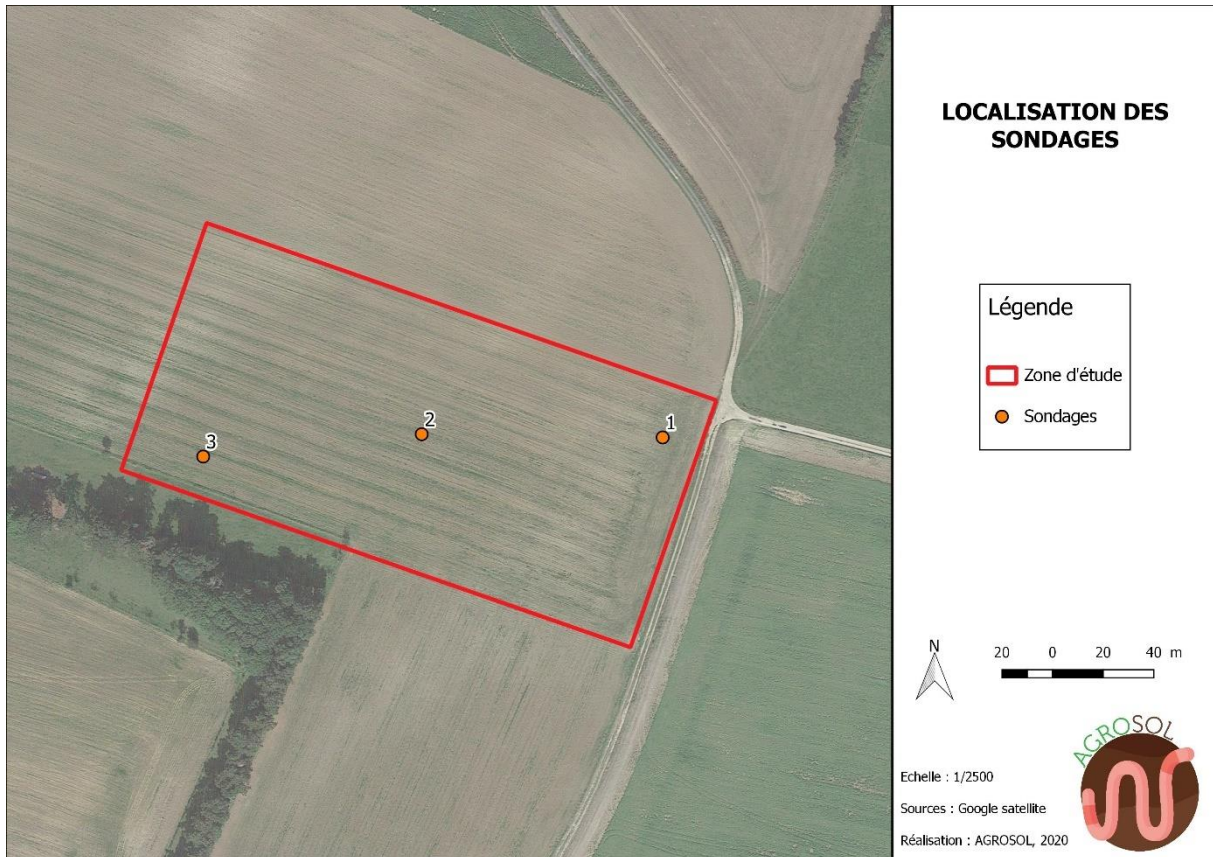 LOCALISATION DES
SONDAGES
Légende
Zone d'étude
Sondages
1
2
3
N
20 0 20 40 m
Echelle : 1/2500
Sources : Google satellite
Réalisation : AGROSOL, 2020
AGROSOL